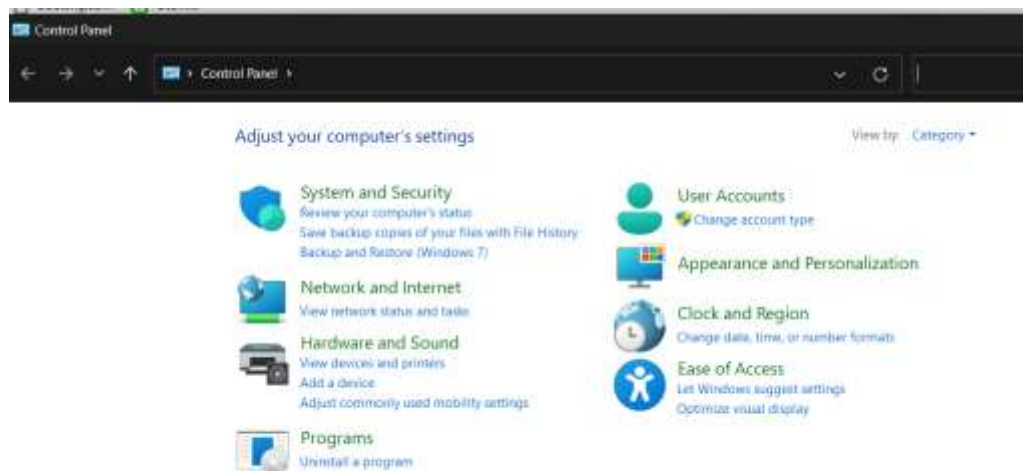 Control Panel
Control Panel
Adjust your computer's settings
View by: Category
System and Security
Review your computer's status
Save backup copies of your files with File History
Backup and Restore (Windows 7)
Network and Internet
View network status and tasks
Hardware and Sound
View devices and printers
Add a device
Adjust commonly used mobility settings
Programs
Uninstall a program
User Accounts
Change account type
Appearance and Personalization
Clock and Region
Change date, time, or number formats
Ease of Access
Let Windows suggest settings
Optimize visual display